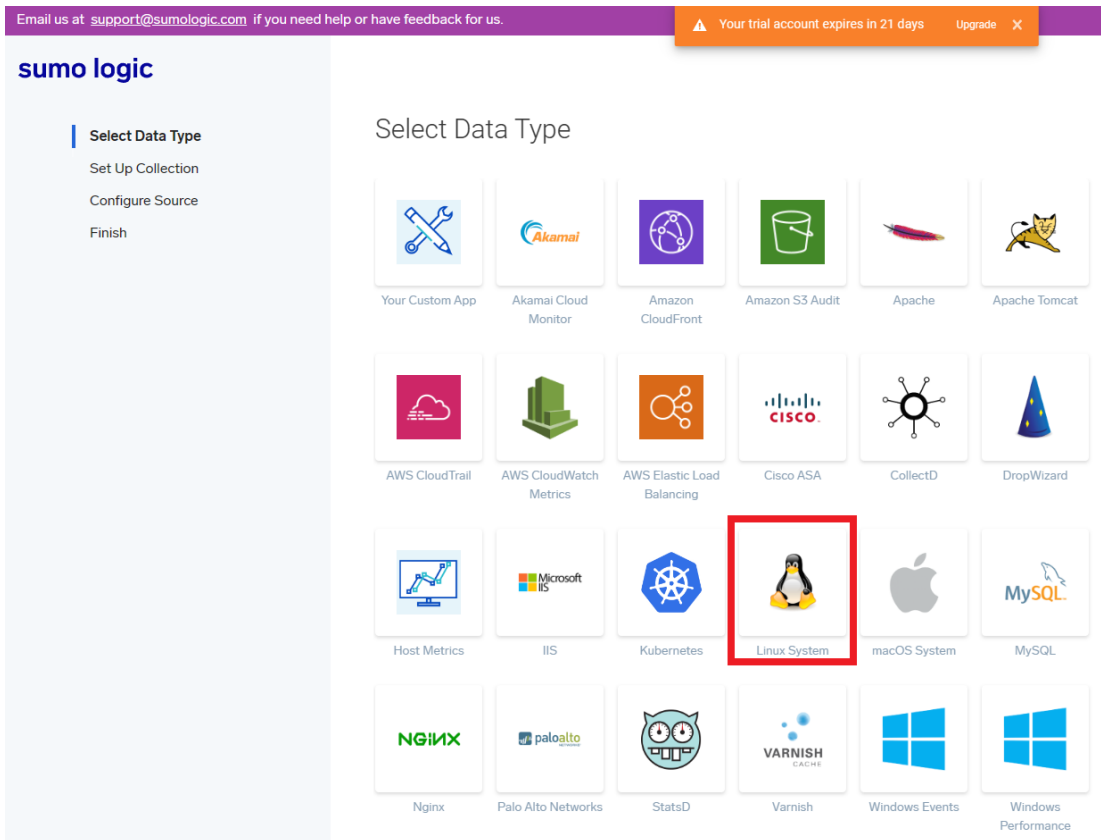 Email us at support@sumologic.com if you need help or have feedback for us.
Your trial account expires in 21 days Upgrade
sumo logic
Select Data Type
Set Up Collection
Configure Source
Finish
Select Data Type
Akamai
Your Custom App
Akamai Cloud
Monitor
Amazon
CloudFront
Amazon S3 Audit
Apache
Apache Tomcat
CISCO
AWS CloudTrail
AWS CloudWatch
Metrics
AWS Elastic Load
Balancing
Cisco ASA
CollectD
DropWizard
Microsoft
IIS
MySQL
Host Metrics
IIS
Kubernetes
Linux System
macOS System
MySQL
NGINX
paloalto
NETWORKS
VARNISH
CACHE
Nginx
Palo Alto Networks
StatsD
Varnish
Windows Events
Windows
Performance